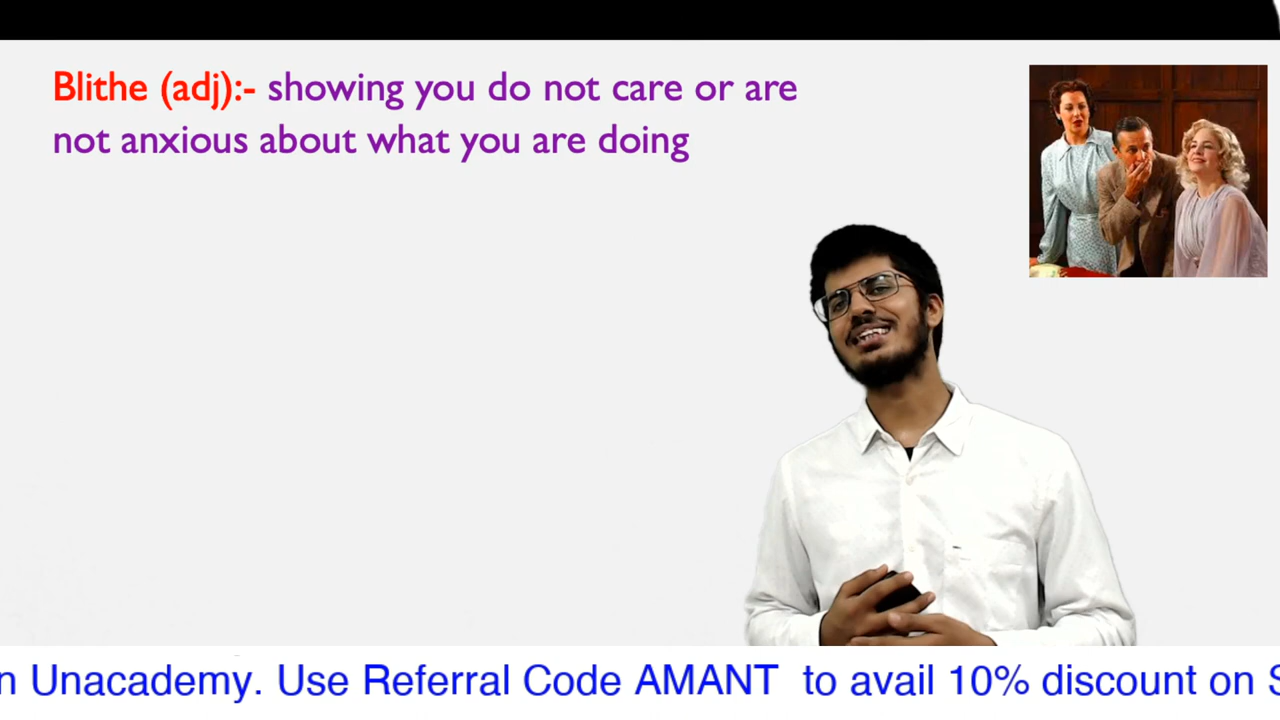 Blithe (adj):- showing you do not care or are
not anxious about what you are doing
n Unacademy. Use Referral Code AMANT to avail 10% discount on S